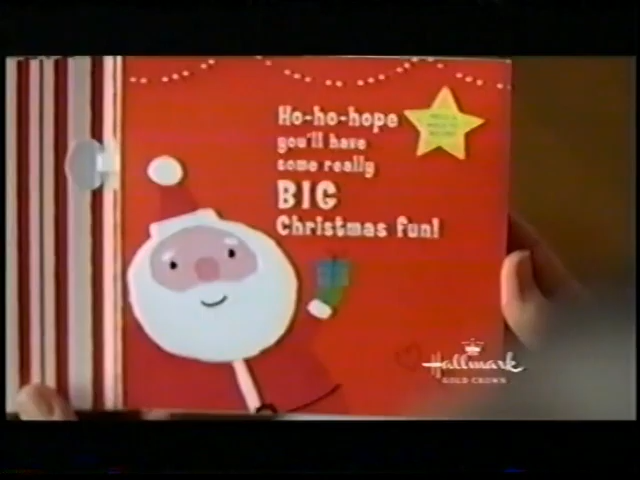 Ho-ho-hope
you'll have
some really
BIG
Christmas fun!
Hallmark
GOLD CROWN